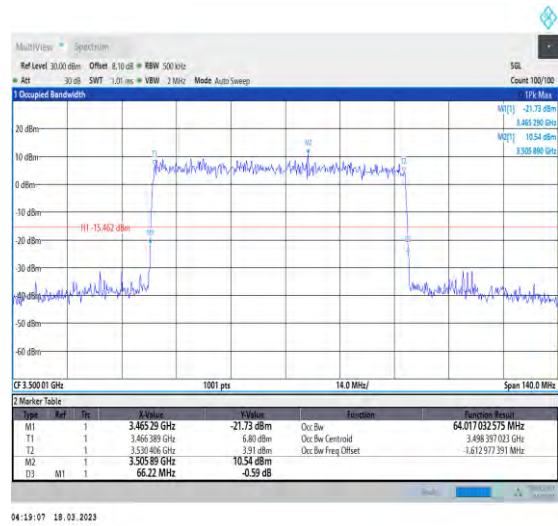 MultiView Spectrum
Ref Level 30.00 dBm Offset 8.10 dB RBW 500 kHz SGL
Att 30 dB SWT 1.01 ms VBW 2 MHz Mode Auto Sweep Count 100/100
1 Occupied Bandwidth 1Pk Max
M1[1] -21.73 dBm
3.465 290 GHz
M2[1] 10.54 dBm
3.505 890 GHz
20 dBm
10 dBm
0 dBm
-10 dBm
-20 dBm
-30 dBm
-40 dBm
-50 dBm
-60 dBm
T1
M2
T2
H1 -15.462 dBm
M1
D3
CF 3.500 01 GHz 1001 pts 14.0 MHz/ Span 140.0 MHz
2 Marker Table
Type Ref Trc X-Value Y-Value Function Function Result
M1 1 3.465 29 GHz -21.73 dBm Occ Bw 64.017 032 575 MHz
T1 1 3.466 389 GHz 6.80 dBm Occ Bw Centroid 3.498 397 023 GHz
T2 1 3.530 406 GHz 3.91 dBm Occ Bw Freq Offset -1.612 977 391 MHz
M2 1 3.505 89 GHz 10.54 dBm
D3 M1 1 66.22 MHz -0.59 dB
Ready
04:19:07 18.03.2023